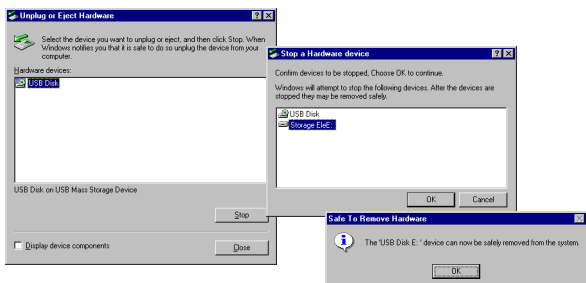 Unplug or Eject Hardware
Select the device you want to unplug or eject, and then click Stop. When
Windows notifies you that it is safe to do so unplug the device from your
computer.
Hardware devices:
USB Disk
USB Disk on USB Mass Storage Device
Stop
Display device components
Close
Stop a Hardware device
Confirm devices to be stopped, Choose OK to continue.
Windows will attempt to stop the following devices. After the devices are
stopped they may be removed safely.
USB Disk
Storage EleE:
OK
Cancel
Safe To Remove Hardware
The 'USB Disk E: ' device can now be safely removed from the system.
OK